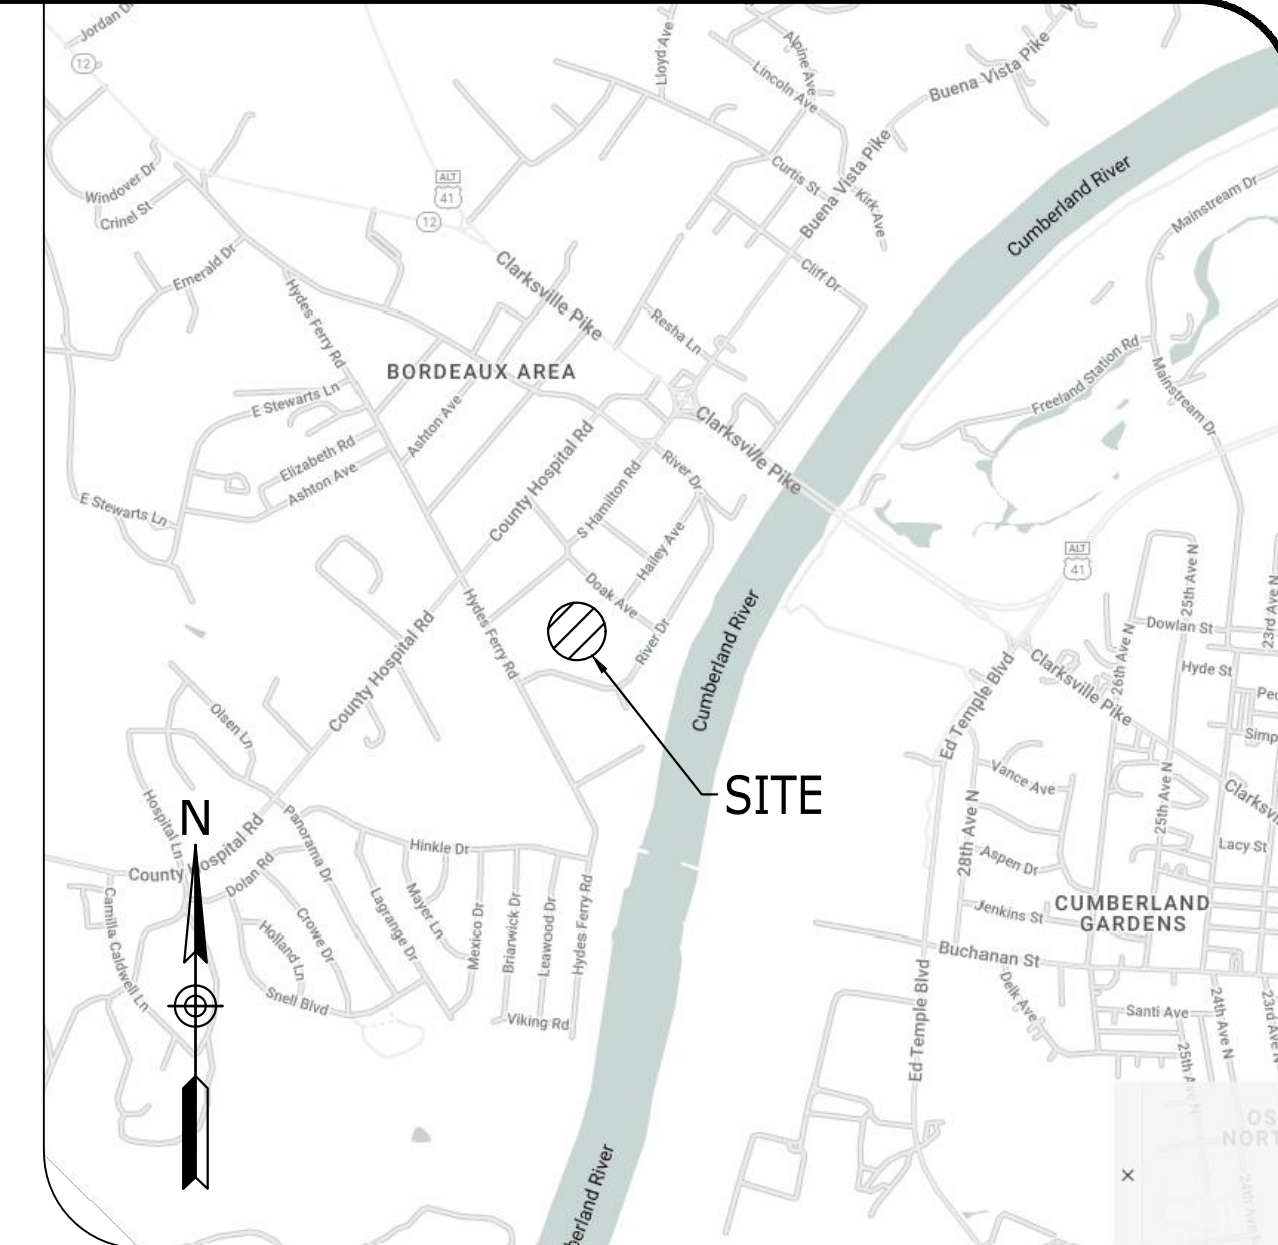 Jordan Dr
12
Lloyd Ave
Alpine Ave
Lincoln Ave
Buena Vista Pike
Windover Dr
Crinel St
ALT
41
12
Curtis St
Buena Vista Pike
Kirk Ave
Cumberland River
Mainstream Dr
Emerald Dr
Hydes Ferry Rd
Clarksville Pike
Cliff Dr
Resha Ln
BORDEAUX AREA
Freeland Station Rd
Mainstream Dr
E Stewarts Ln
Ashton Ave
Clarksville Pike
Elizabeth Rd
Ashton Ave
County Hospital Rd
River Dr
S Hamilton Rd
E Stewarts Ln
Hailey Ave
ALT
41
25th Ave N
23rd Ave N
Doak Ave
Hydes Ferry Rd
River Dr
Cumberland River
County Hospital Rd
Dowlan St
26th Ave N
Hyde St
Clarksville Pike
Ed Temple Blvd
Olsen Ln
Simp
Vance Ave
SITE
N
Hospital Ln
Panorama Dr
28th Ave N
25th Ave N
Clarksv
Hinkle Dr
Lacy St
Aspen Dr
County Hospital Rd
Dolan Rd
Camilla Caldwell Ln
Crowe Dr
Holland Ln
Lagrange Dr
Mayer Ln
Mexico Dr
Briarwick Dr
Leawood Dr
Hydes Ferry Rd
Jenkins St
CUMBERLAND
GARDENS
Buchanan St
Snell Blvd
Viking Rd
Delk Ave
Ed Temple Blvd
Santi Ave
24th Ave N
23rd Ave N
25th Ave N
OS
NORT
24th Ave N
×
berland River